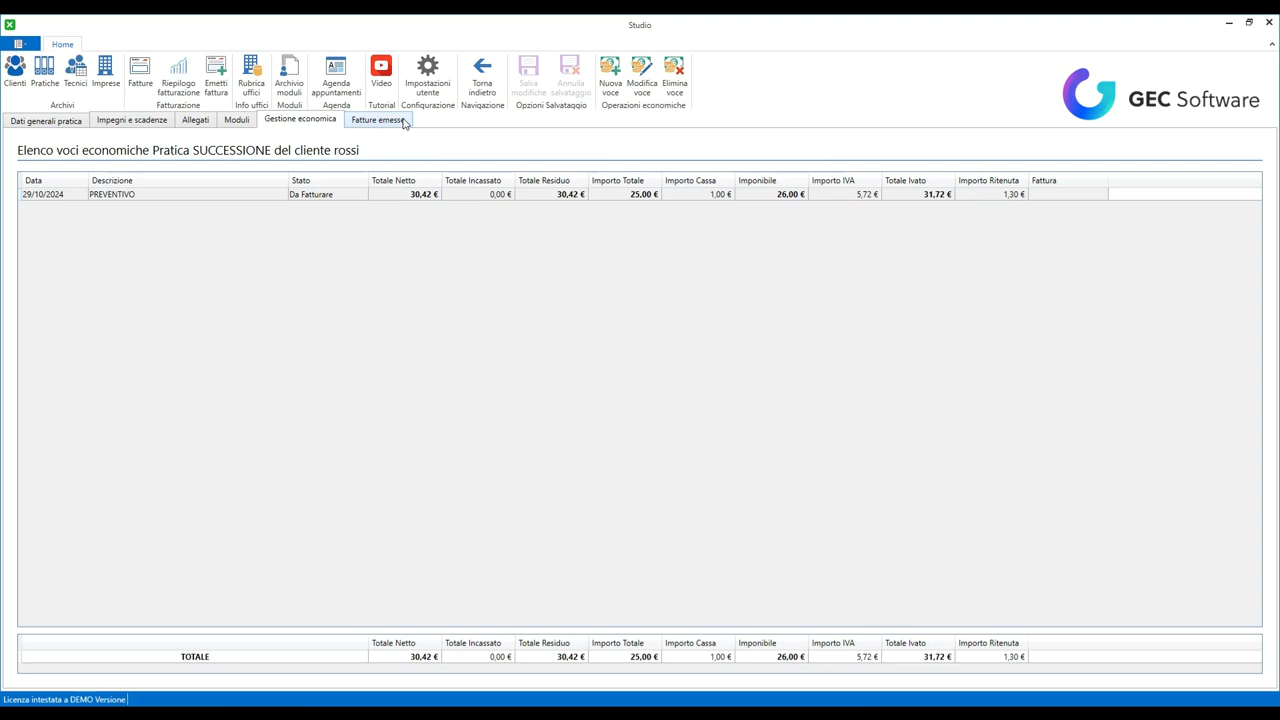 Studio
Home
Clienti Pratiche Tecnici Imprese Fatture Riepilogo fatturazione Emetti fattura Rubrica uffici Archivio moduli Agenda appuntamenti Video Impostazioni utente Torna indietro Salva modifiche Annulla salvataggio Nuova voce Modifica voce Elimina voce
Archivi Fatturazione Info uffici Moduli Agenda Tutorial Configurazione Navigazione Opzioni Salvataggio Operazioni economiche
GEC Software
Dati generali pratica Impegni e scadenze Allegati Moduli Gestione economica Fatture emesse
Elenco voci economiche Pratica SUCCESSIONE del cliente rossi
Data Descrizione Stato Totale Netto Totale Incassato Totale Residuo Importo Totale Importo Cassa Imponibile Importo IVA Totale Ivato Importo Ritenuta Fattura
29/10/2024 PREVENTIVO Da Fatturare 30,42 € 0,00 € 30,42 € 25,00 € 1,00 € 26,00 € 5,72 € 31,72 € 1,30 €
Totale Netto Totale Incassato Totale Residuo Importo Totale Importo Cassa Imponibile Importo IVA Totale Ivato Importo Ritenuta
TOTALE 30,42 € 0,00 € 30,42 € 25,00 € 1,00 € 26,00 € 5,72 € 31,72 € 1,30 €
Licenza intestata a DEMO Versione